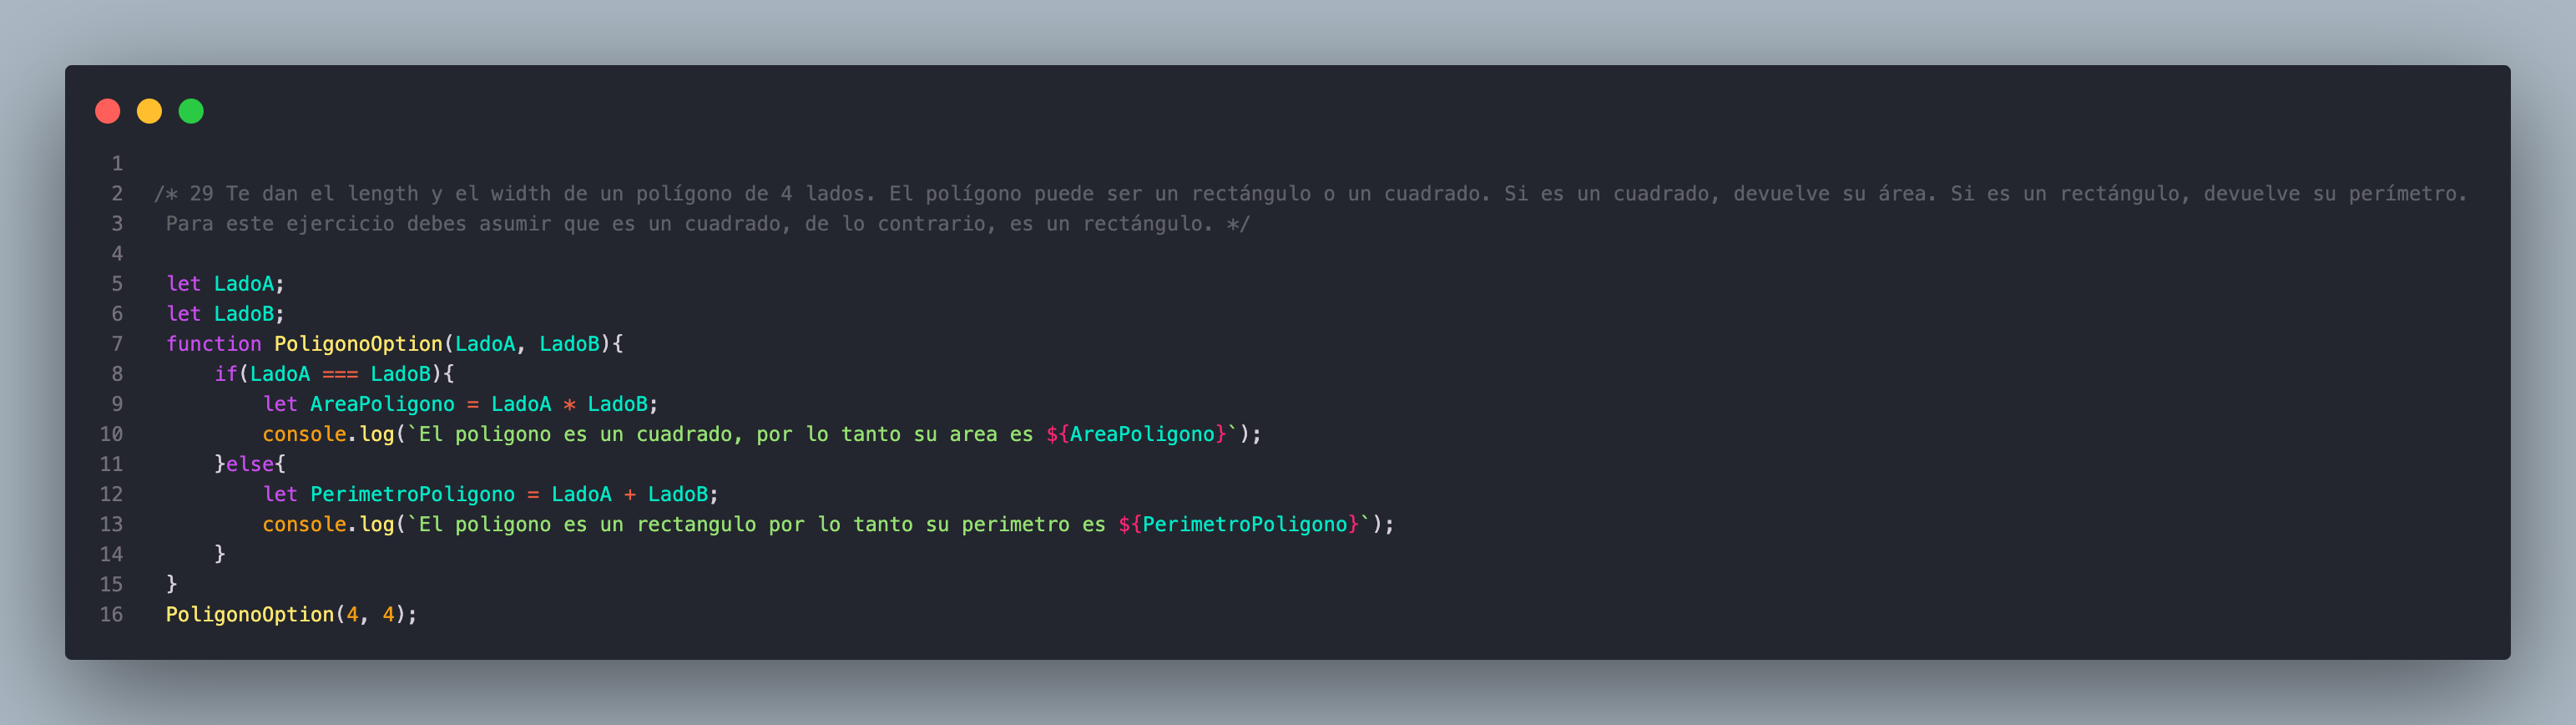 1
2 /* 29 Te dan el length y el width de un polígono de 4 lados. El polígono puede ser un rectángulo o un cuadrado. Si es un cuadrado, devuelve su área. Si es un rectángulo, devuelve su perímetro.
3 Para este ejercicio debes asumir que es un cuadrado, de lo contrario, es un rectángulo. */
4
5 let LadoA;
6 let LadoB;
7 function PoligonoOption(LadoA, LadoB){
8     if(LadoA === LadoB){
9         let AreaPoligono = LadoA * LadoB;
10         console.log(`El poligono es un cuadrado, por lo tanto su area es ${AreaPoligono}`);
11     }else{
12         let PerimetroPoligono = LadoA + LadoB;
13         console.log(`El poligono es un rectangulo por lo tanto su perimetro es ${PerimetroPoligono}`);
14     }
15 }
16 PoligonoOption(4, 4);